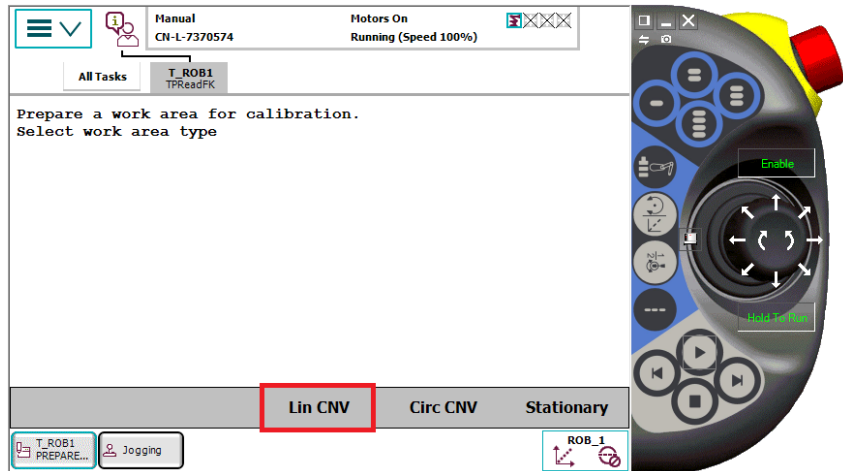 Manual
CN-L-7370574
Motors On
Running (Speed 100%)
All Tasks
T_ROB1
TPReadFK
Prepare a work area for calibration.
Select work area type
Enable
Hold To Run
Lin CNV
Circ CNV
Stationary
T_ROB1
PREPARE...
Jogging
ROB_1